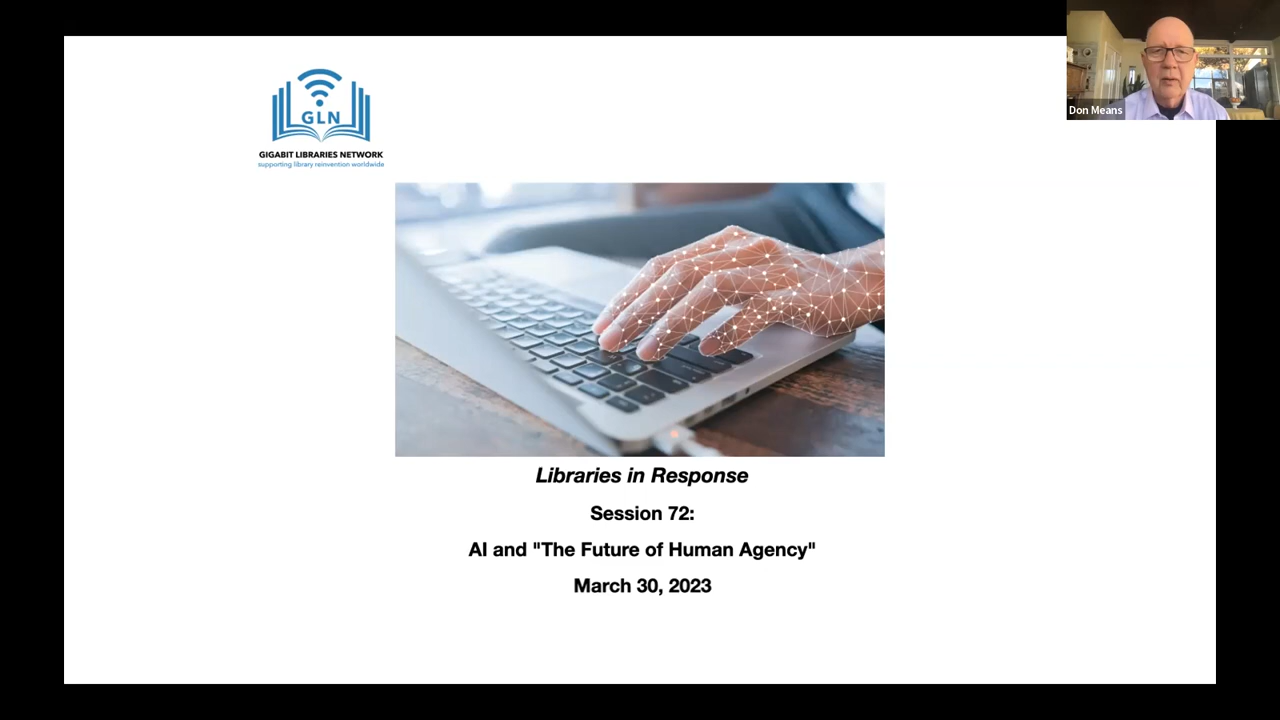 Don Means
GLN
GIGABIT LIBRARIES NETWORK
supporting library reinvention worldwide
Libraries in Response
Session 72:
AI and "The Future of Human Agency"
March 30, 2023